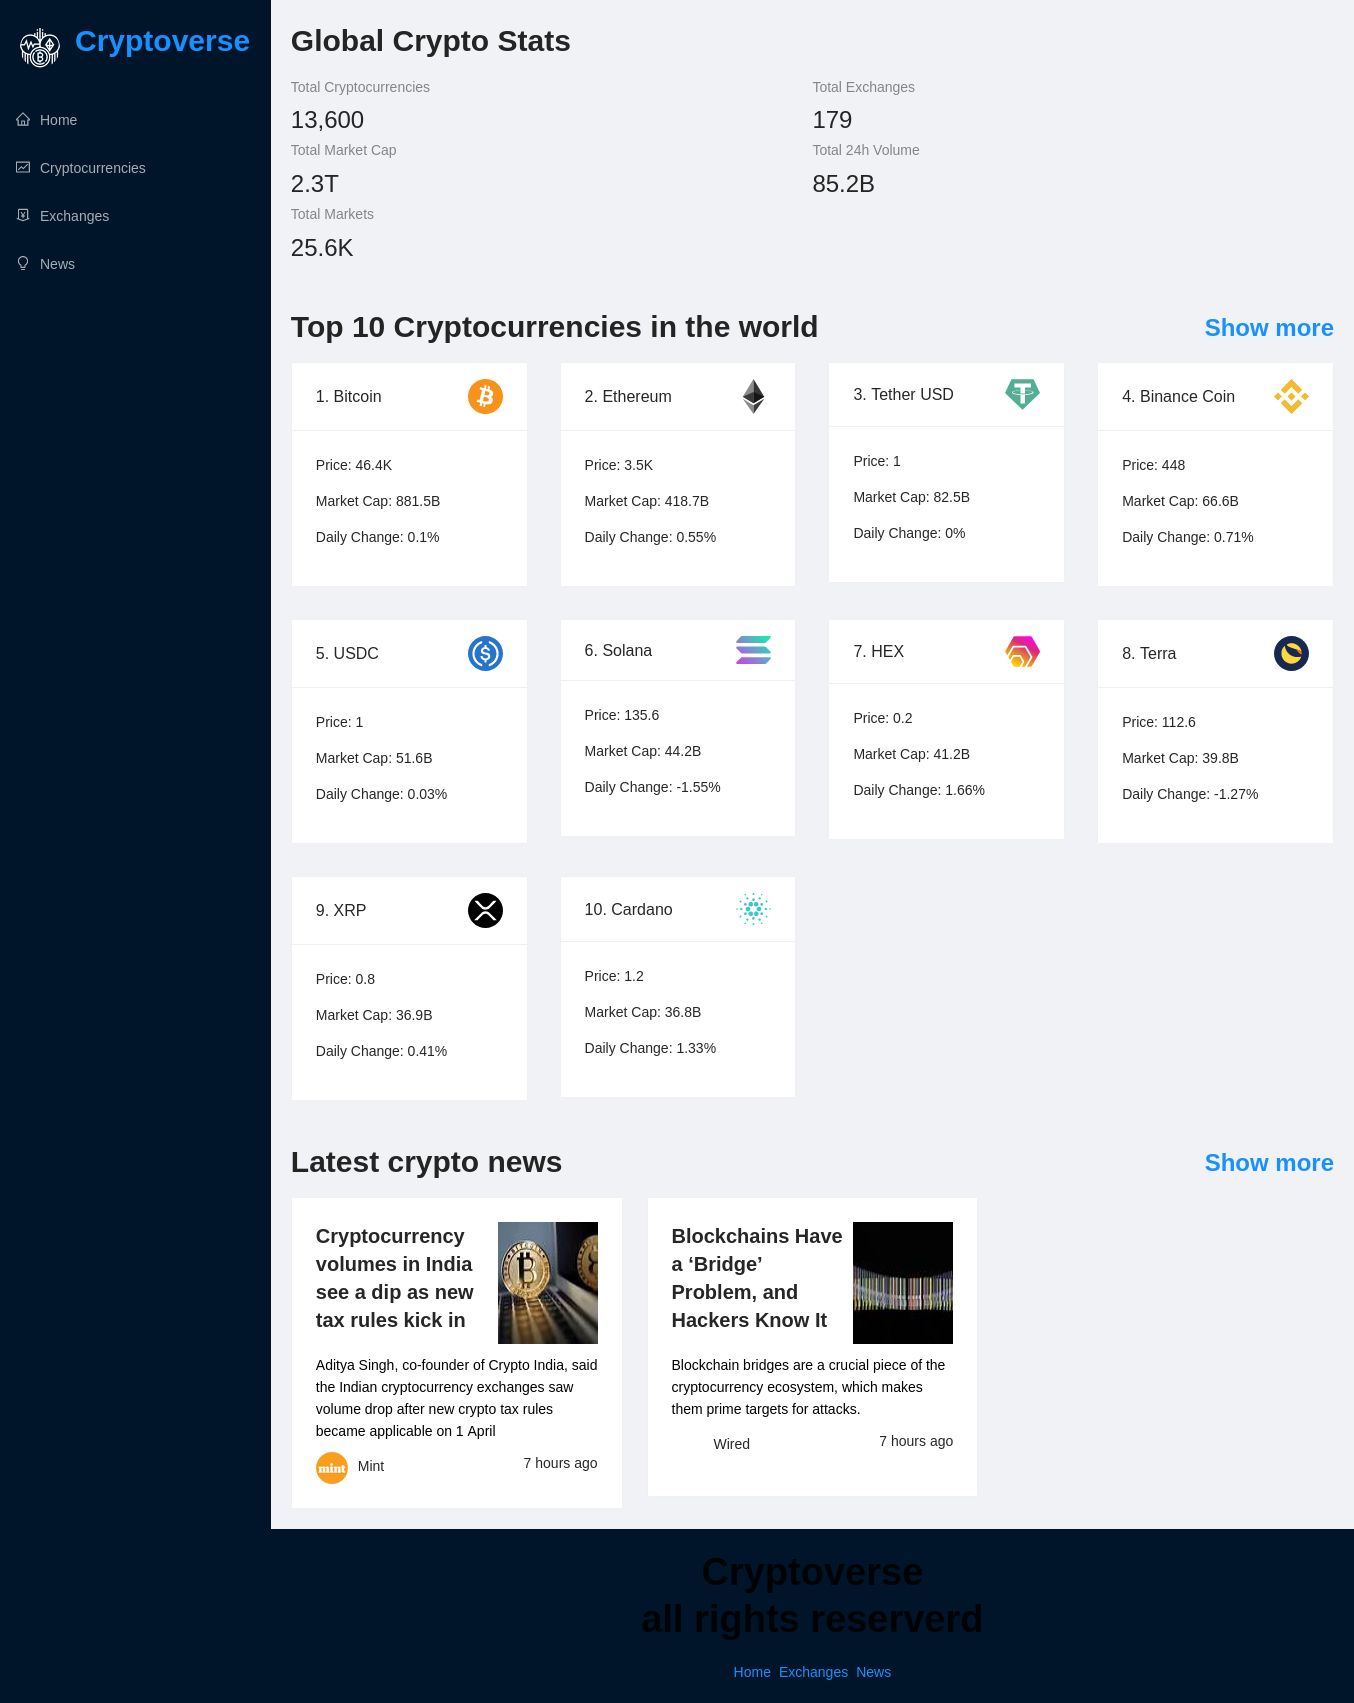 Cryptoverse
Home
Cryptocurrencies
Exchanges
News
Global Crypto Stats
Total Cryptocurrencies
13,600
Total Exchanges
179
Total Market Cap
2.3T
Total 24h Volume
85.2B
Total Markets
25.6K
Top 10 Cryptocurrencies in the world
Show more
1. Bitcoin
Price: 46.4K
Market Cap: 881.5B
Daily Change: 0.1%
2. Ethereum
Price: 3.5K
Market Cap: 418.7B
Daily Change: 0.55%
3. Tether USD
Price: 1
Market Cap: 82.5B
Daily Change: 0%
4. Binance Coin
Price: 448
Market Cap: 66.6B
Daily Change: 0.71%
5. USDC
Price: 1
Market Cap: 51.6B
Daily Change: 0.03%
6. Solana
Price: 135.6
Market Cap: 44.2B
Daily Change: -1.55%
7. HEX
Price: 0.2
Market Cap: 41.2B
Daily Change: 1.66%
8. Terra
Price: 112.6
Market Cap: 39.8B
Daily Change: -1.27%
9. XRP
Price: 0.8
Market Cap: 36.9B
Daily Change: 0.41%
10. Cardano
Price: 1.2
Market Cap: 36.8B
Daily Change: 1.33%
Latest crypto news
Show more
Cryptocurrency
volumes in India
see a dip as new
tax rules kick in
Aditya Singh, co-founder of Crypto India, said
the Indian cryptocurrency exchanges saw
volume drop after new crypto tax rules
became applicable on 1 April
mint
Mint
7 hours ago
Blockchains Have
a ‘Bridge’
Problem, and
Hackers Know It
Blockchain bridges are a crucial piece of the
cryptocurrency ecosystem, which makes
them prime targets for attacks.
Wired
7 hours ago
Cryptoverse
all rights reserverd
Home Exchanges News